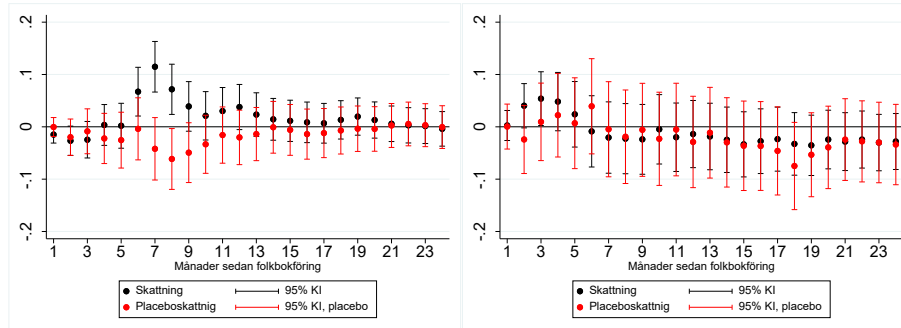 .2
.1
0
-.1
-.2
1 3 5 7 9 11 13 15 17 19 21 23
Månader sedan folkbokföring
Skattning 95% KI
Placeboskattnig 95% KI, placebo
.2
.1
0
-.1
-.2
1 3 5 7 9 11 13 15 17 19 21 23
Månader sedan folkbokföring
Skattning 95% KI
Placeboskattnig 95% KI, placebo